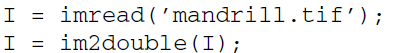 I = imread(’mandrill.tif’);
I = im2double(I);